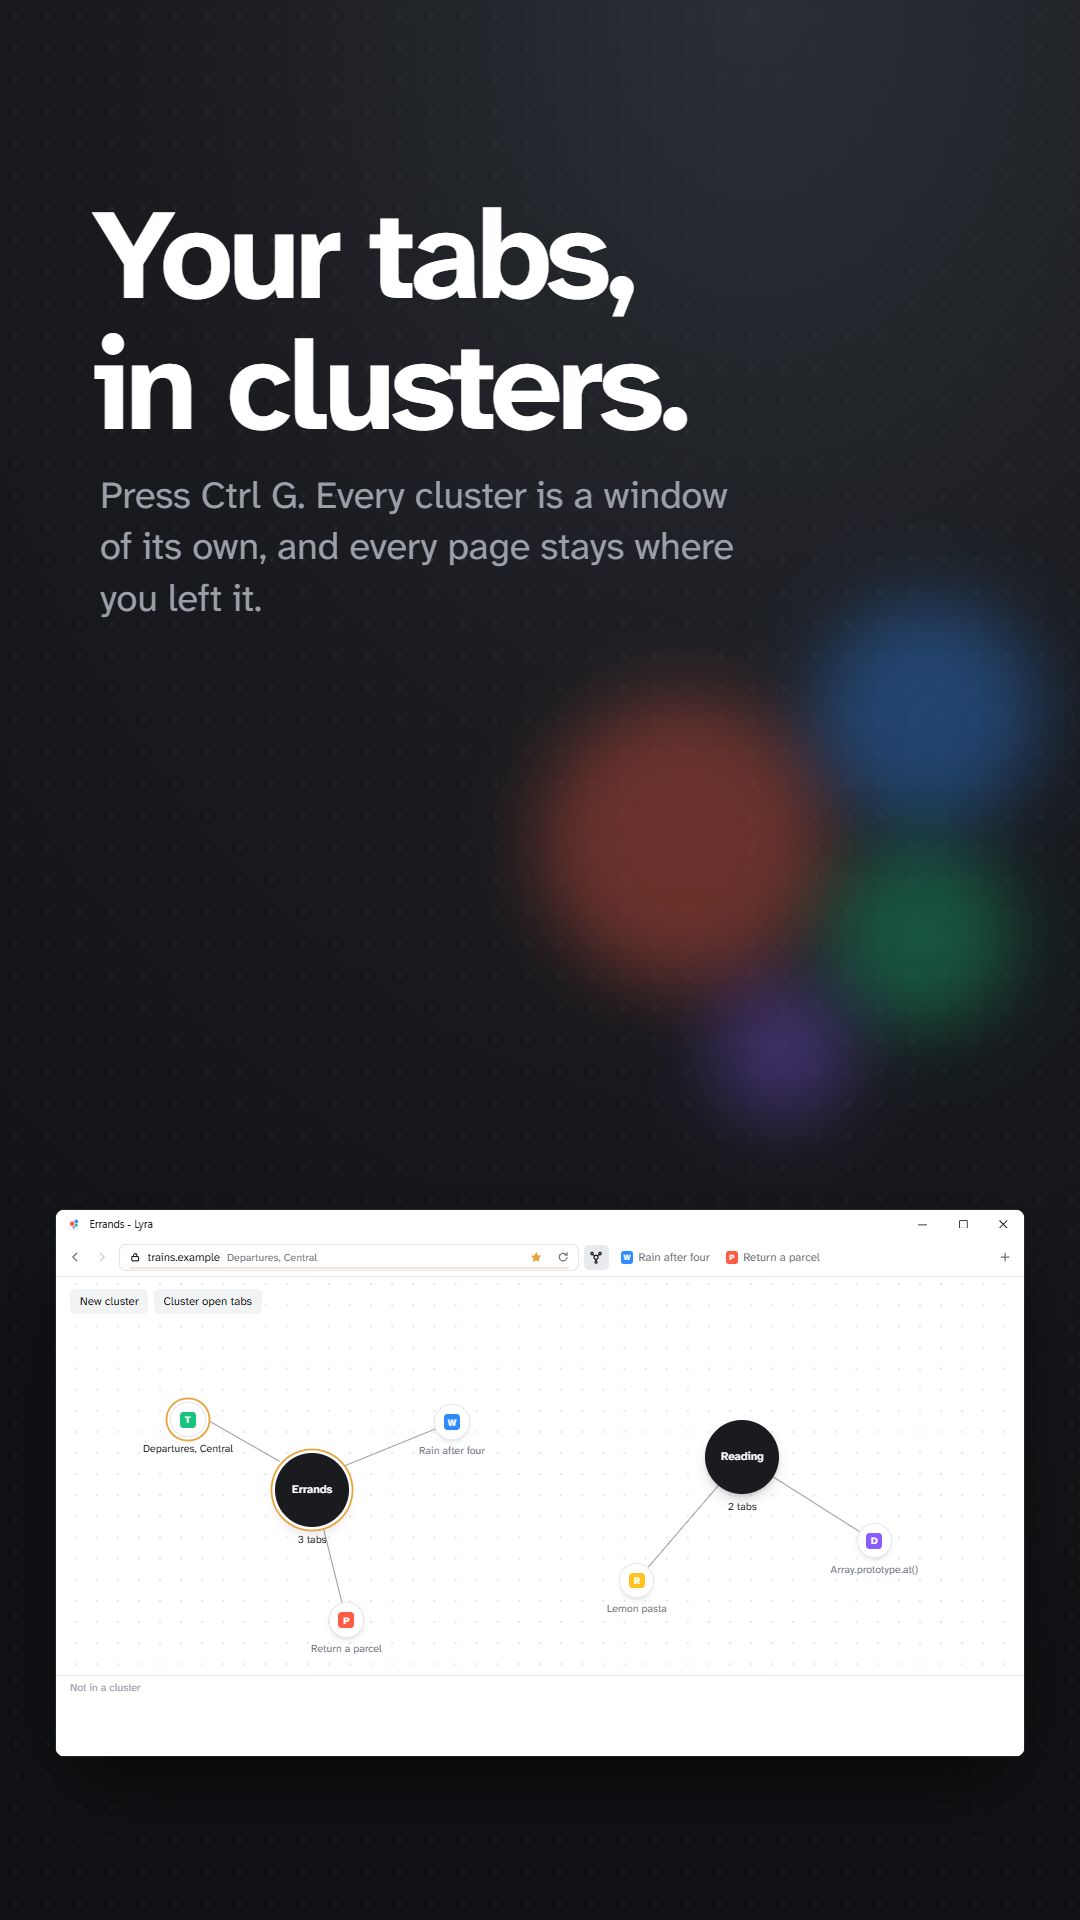 Your tabs,
in clusters.
Press Ctrl G. Every cluster is a window
of its own, and every page stays where
you left it.
Errands - Lyra
trains.example Departures, Central
W Rain after four
P Return a parcel
New cluster
Cluster open tabs
T
Departures, Central
W
Rain after four
Errands
3 tabs
P
Return a parcel
Reading
2 tabs
D
Array.prototype.at()
R
Lemon pasta
Not in a cluster